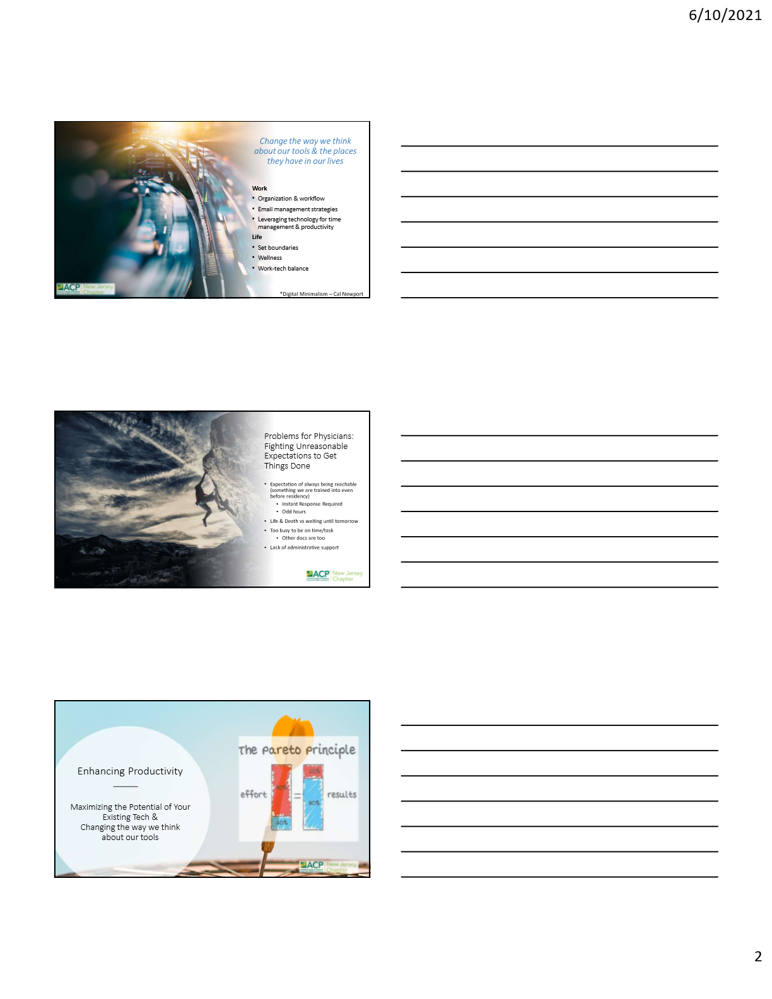 6/10/2021
Change the way we think
about our tools & the places
they have in our lives
Work
• Organization & workflow
• Email management strategies
• Leveraging technology for time
management & productivity
Life
• Set boundaries
• Wellness
• Work-tech balance
*Digital Minimalism – Cal Newport
ACP New Jersey
Chapter
Problems for Physicians:
Fighting Unreasonable
Expectations to Get
Things Done
• Expectation of always being reachable
(something we are trained into even
before residency)
• Instant Response Required
• Odd hours
• Life & Death vs waiting until tomorrow
• Too busy to be on time/task
• Other docs are too
• Lack of administrative support
ACP New Jersey
Chapter
Enhancing Productivity
Maximizing the Potential of Your
Existing Tech &
Changing the way we think
about our tools
The pareto principle
effort
80%
20%
=
20%
80%
results
ACP New Jersey
Chapter
2